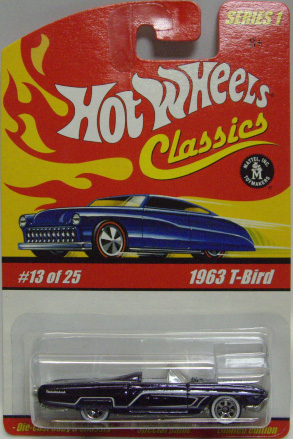 SERIES 1
HOT WHEELS
Classics
MATTEL, INC.
M
TOYMAKERS
#13 of 25
1963 T-Bird